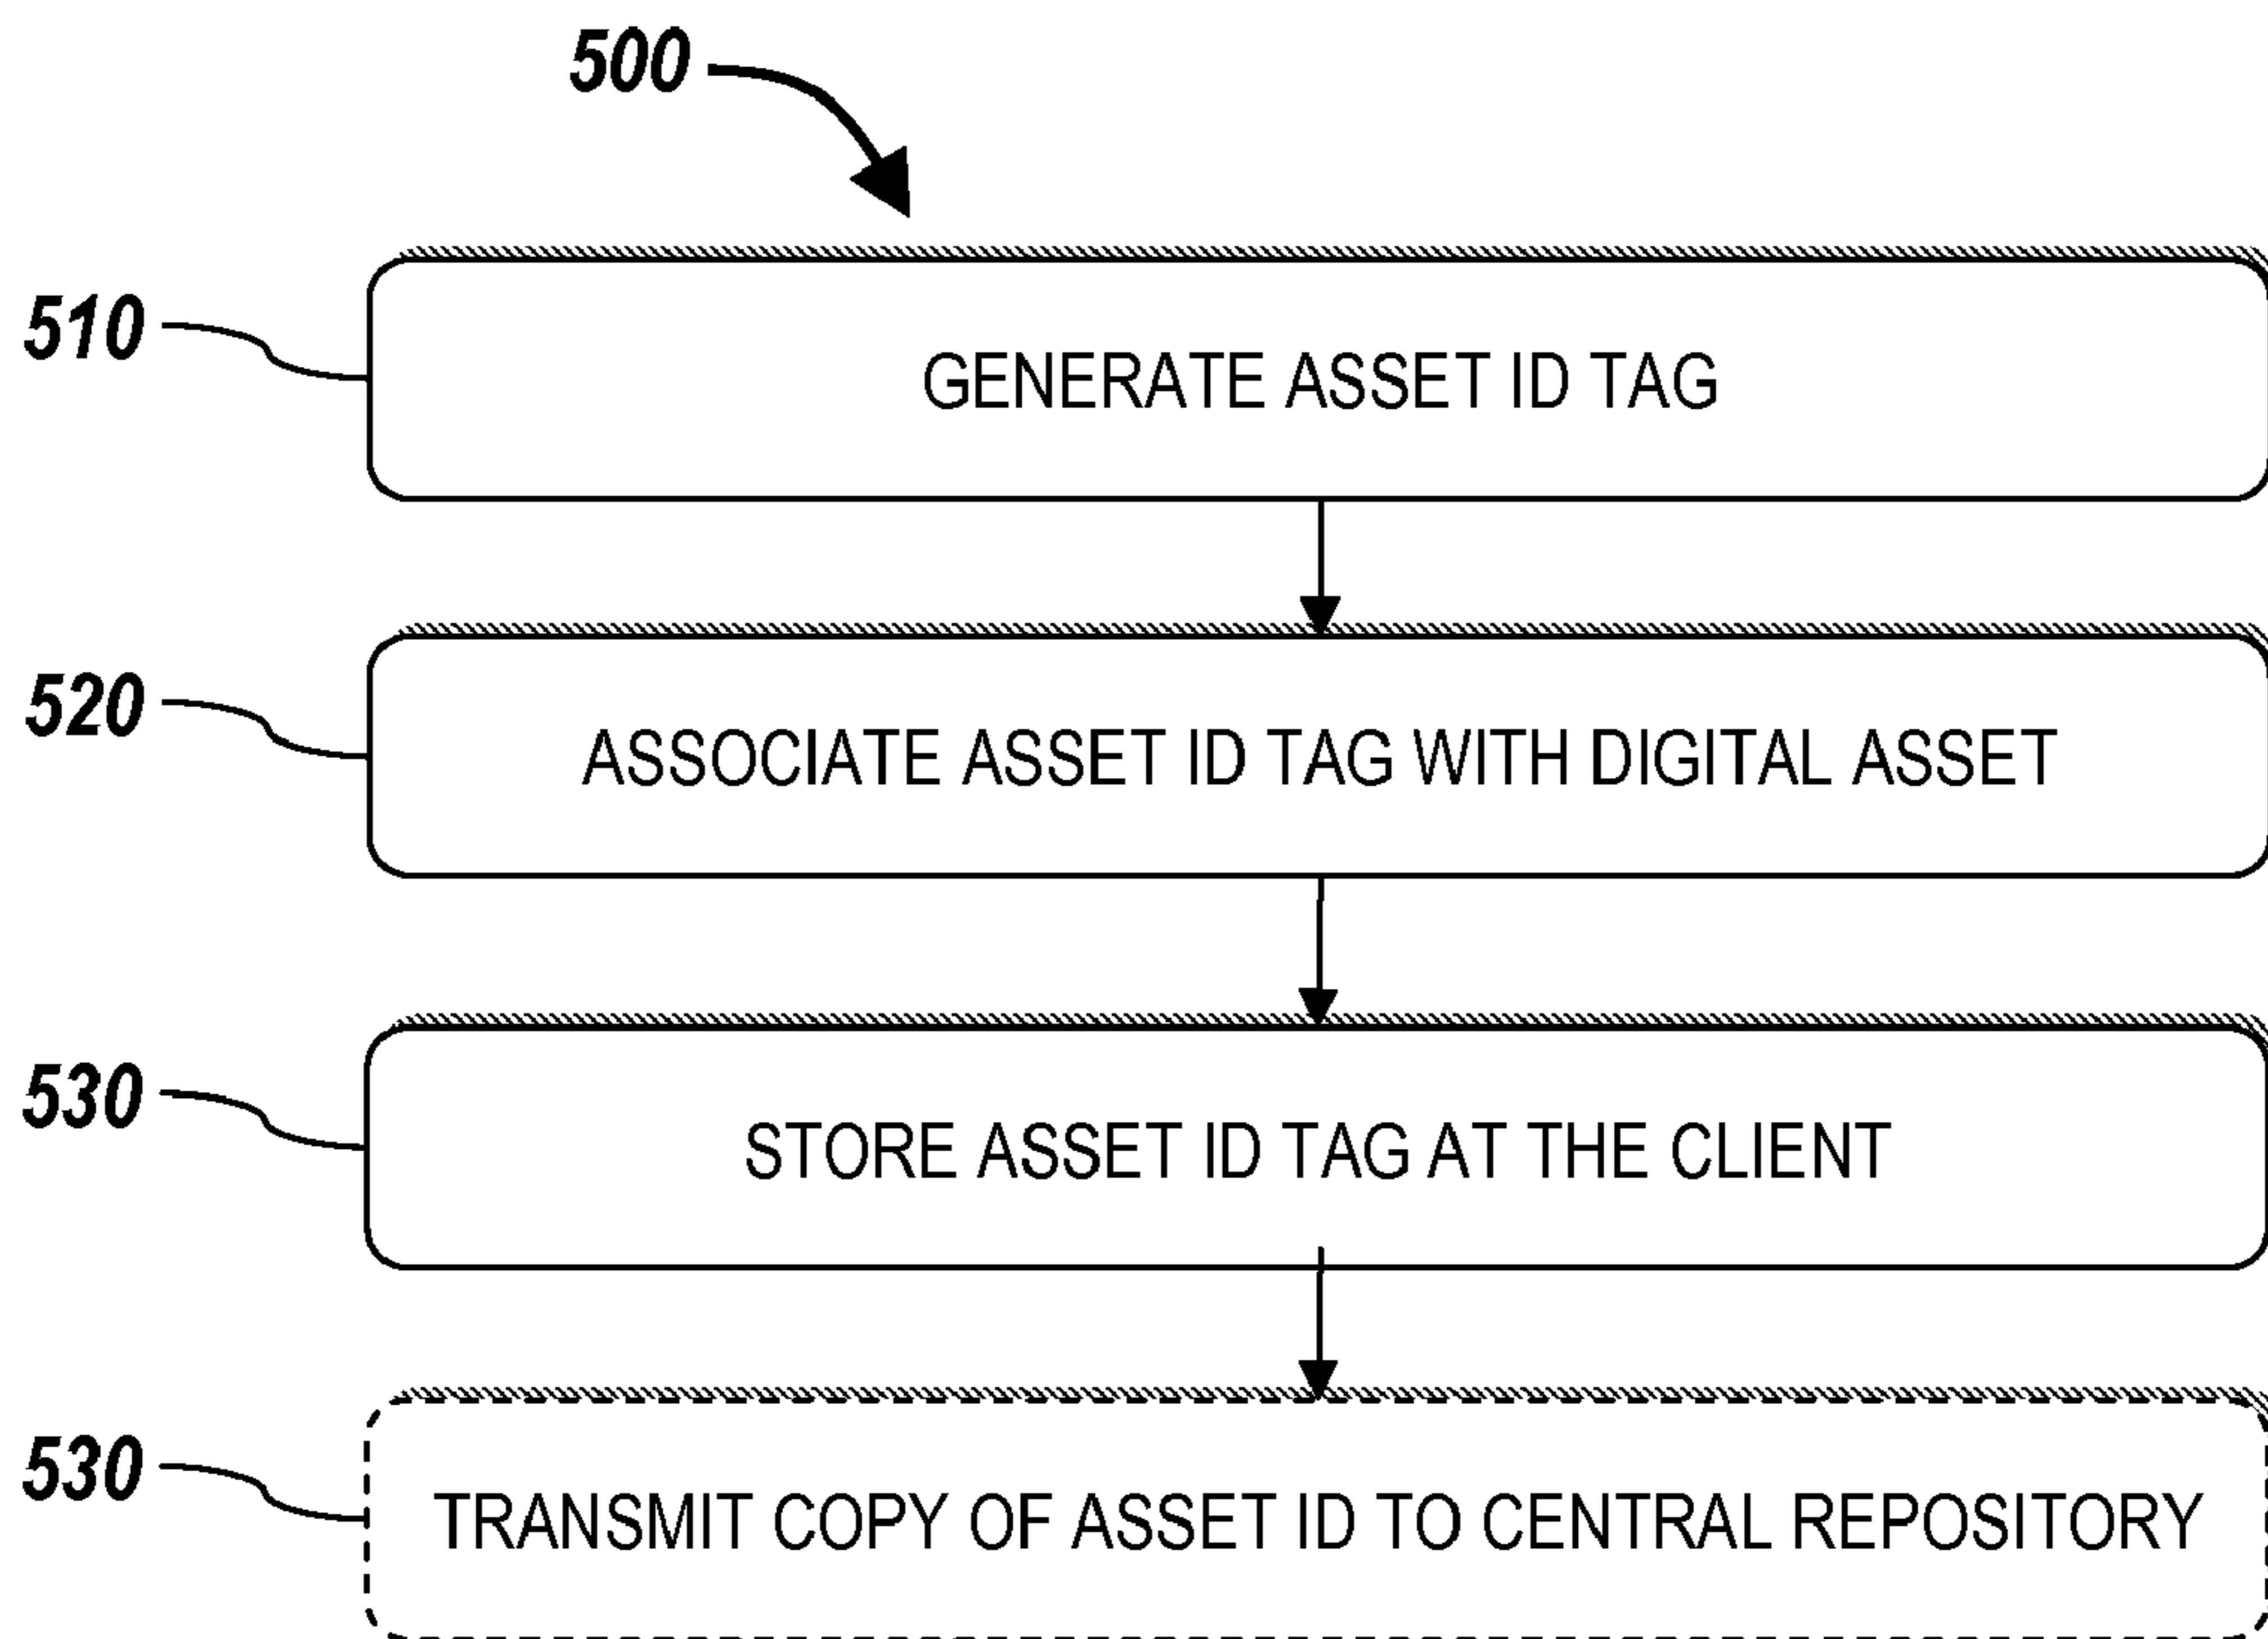 500
510
GENERATE ASSET ID TAG
520
ASSOCIATE ASSET ID TAG WITH DIGITAL ASSET
530
STORE ASSET ID TAG AT THE CLIENT
530
TRANSMIT COPY OF ASSET ID TO CENTRAL REPOSITORY